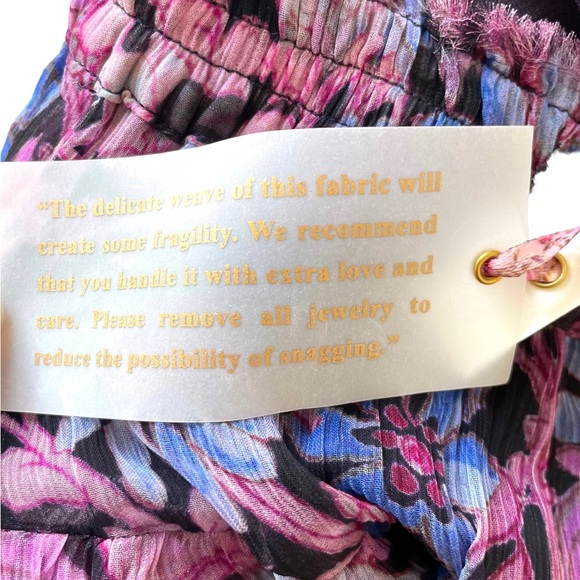 “The delicate weave of this fabric will
create some fragility. We recommend
that you handle it with extra love and
care. Please remove all jewelry to
reduce the possibility of snagging.”